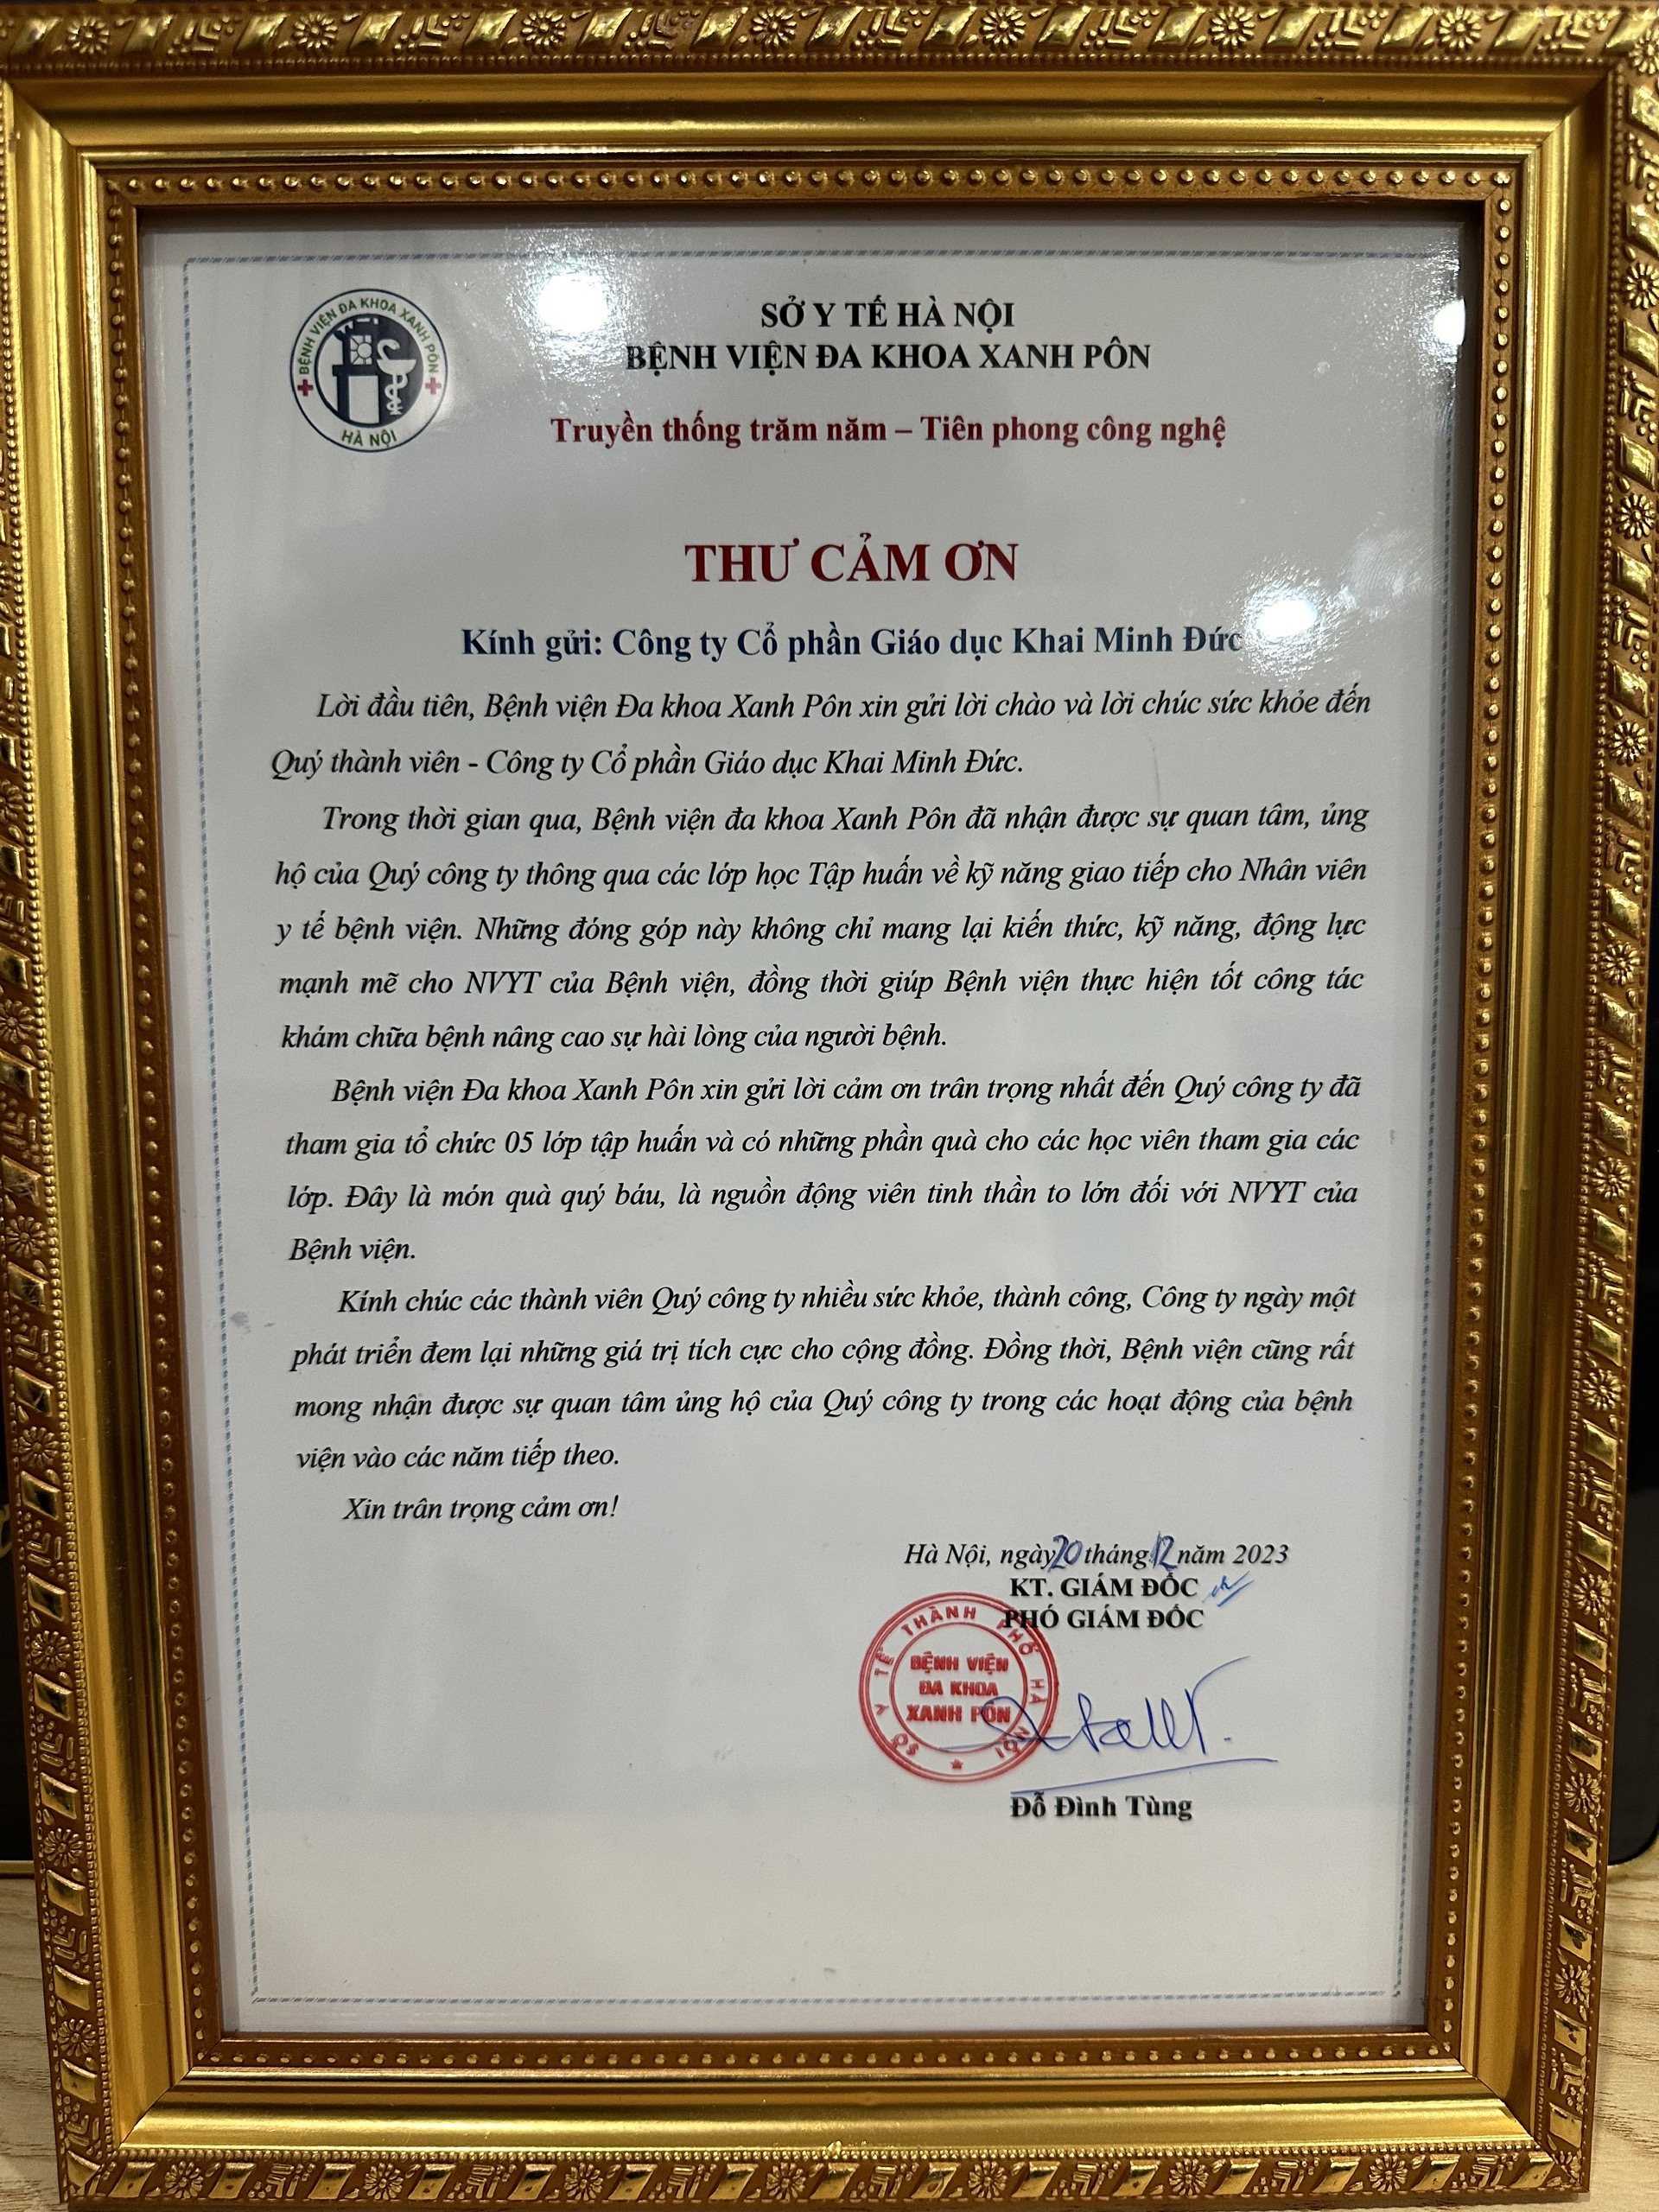 BỆNH VIỆN ĐA KHOA XANH PÔN
HÀ NỘI
SỞ Y TẾ HÀ NỘI
BỆNH VIỆN ĐA KHOA XANH PÔN
Truyền thống trăm năm – Tiên phong công nghệ
THƯ CẢM ƠN
Kính gửi: Công ty Cổ phần Giáo dục Khai Minh Đức
Lời đầu tiên, Bệnh viện Đa khoa Xanh Pôn xin gửi lời chào và lời chúc sức khỏe đến
Quý thành viên - Công ty Cổ phần Giáo dục Khai Minh Đức.
Trong thời gian qua, Bệnh viện đa khoa Xanh Pôn đã nhận được sự quan tâm, ủng
hộ của Quý công ty thông qua các lớp học Tập huấn về kỹ năng giao tiếp cho Nhân viên
y tế bệnh viện. Những đóng góp này không chỉ mang lại kiến thức, kỹ năng, động lực
mạnh mẽ cho NVYT của Bệnh viện, đồng thời giúp Bệnh viện thực hiện tốt công tác
khám chữa bệnh nâng cao sự hài lòng của người bệnh.
Bệnh viện Đa khoa Xanh Pôn xin gửi lời cảm ơn trân trọng nhất đến Quý công ty đã
tham gia tổ chức 05 lớp tập huấn và có những phần quà cho các học viên tham gia các
lớp. Đây là món quà quý báu, là nguồn động viên tinh thần to lớn đối với NVYT của
Bệnh viện.
Kính chúc các thành viên Quý công ty nhiều sức khỏe, thành công, Công ty ngày một
phát triển đem lại những giá trị tích cực cho cộng đồng. Đồng thời, Bệnh viện cũng rất
mong nhận được sự quan tâm ủng hộ của Quý công ty trong các hoạt động của bệnh
viện vào các năm tiếp theo.
Xin trân trọng cảm ơn!
Hà Nội, ngày 20 tháng 12 năm 2023
KT. GIÁM ĐỐC
PHÓ GIÁM ĐỐC
SỞ Y TẾ THÀNH PHỐ HÀ NỘI
BỆNH VIỆN
ĐA KHOA
XANH PÔN
Đỗ Đình Tùng